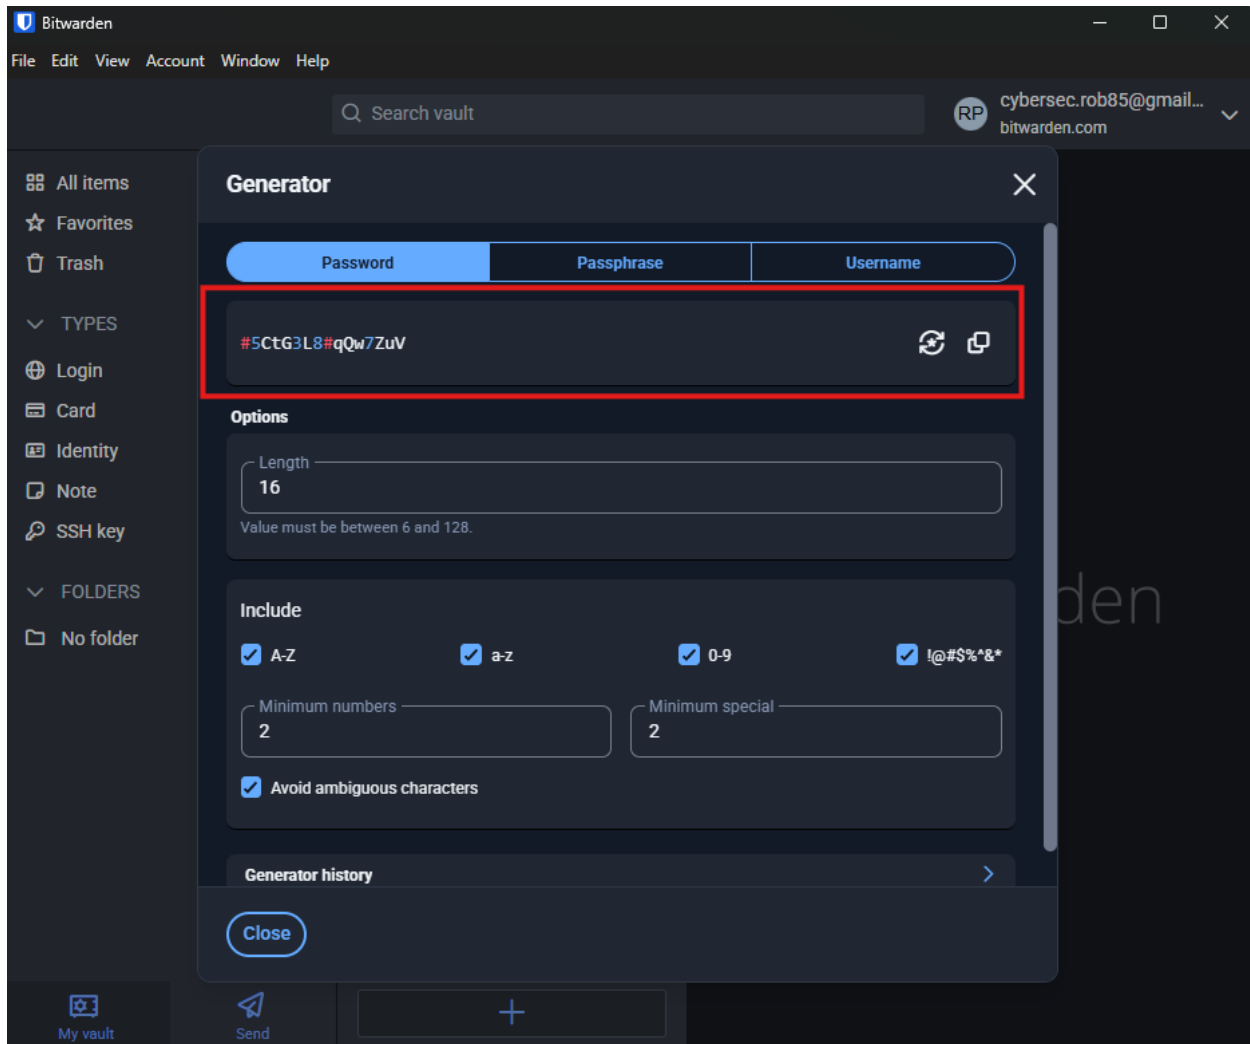 Bitwarden
File Edit View Account Window Help
Search vault
RP
cybersec.rob85@gmail...
bitwarden.com
All items
Favorites
Trash
TYPES
Login
Card
Identity
Note
SSH key
FOLDERS
No folder
Generator
Password Passphrase Username
#5CtG3L8#qQw7ZuV
Options
Length
16
Value must be between 6 and 128.
Include
A-Z a-z 0-9 !@#$%^&*
Minimum numbers Minimum special
2 2
Avoid ambiguous characters
Generator history
Close
den
My vault Send